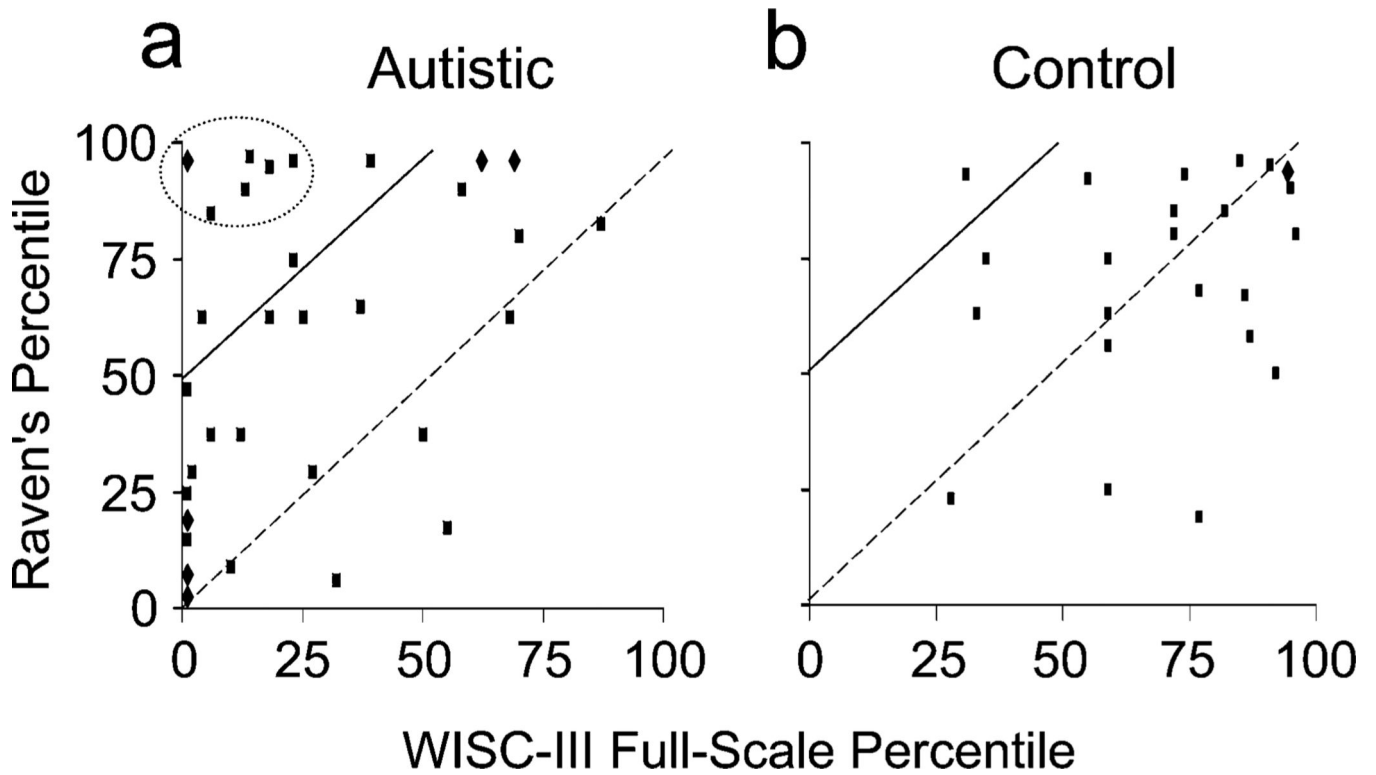 a
Autistic
b
Control
Raven's Percentile
100
75
50
25
0
0 25 50 75 100
0 25 50 75 100
WISC-III Full-Scale Percentile